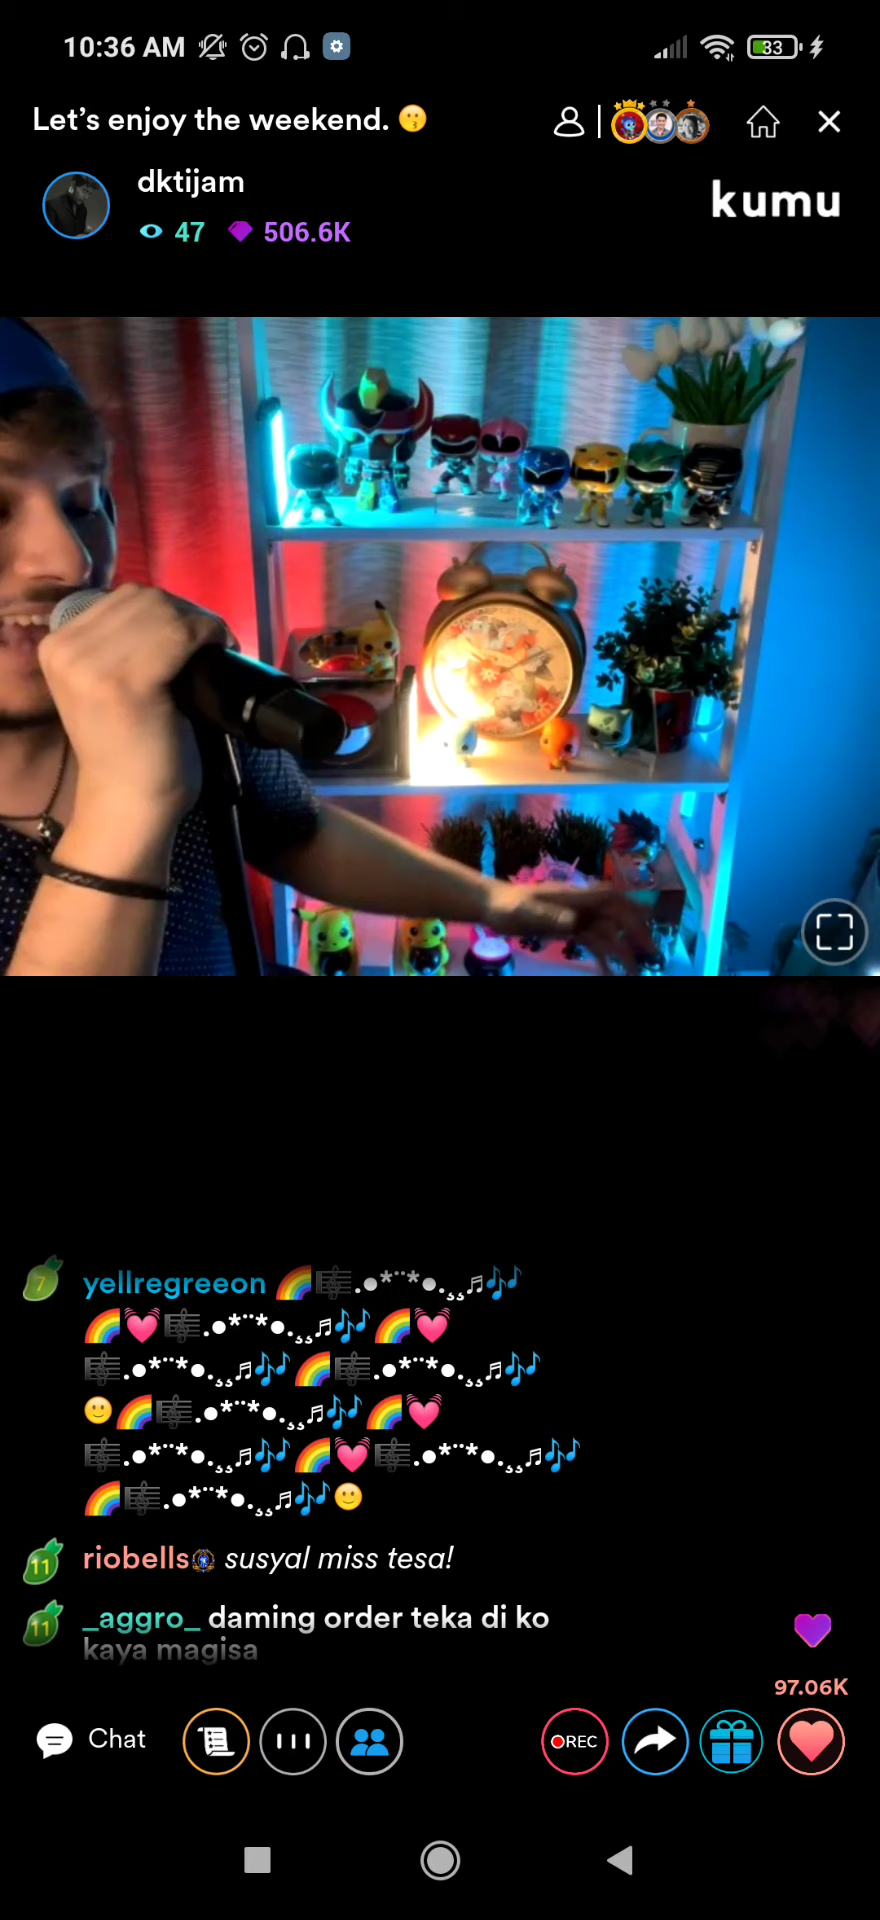 10:36 AM
33
Let’s enjoy the weekend. 😗
dktijam
47 506.6K
kumu
7 yellregreeon 🌈🎼.•*¨*•.¸¸♬🎶
🌈💓🎼.•*¨*•.¸¸♬🎶🌈💓
🎼.•*¨*•.¸¸♬🎶🌈🎼.•*¨*•.¸¸♬🎶
🙂🌈🎼.•*¨*•.¸¸♬🎶🌈💓
🎼.•*¨*•.¸¸♬🎶🌈💓🎼.•*¨*•.¸¸♬🎶
🌈🎼.•*¨*•.¸¸♬🎶🙂
11 riobells susyal miss tesa!
11 _aggro_ daming order teka di ko
kaya magisa
97.06K
Chat
REC